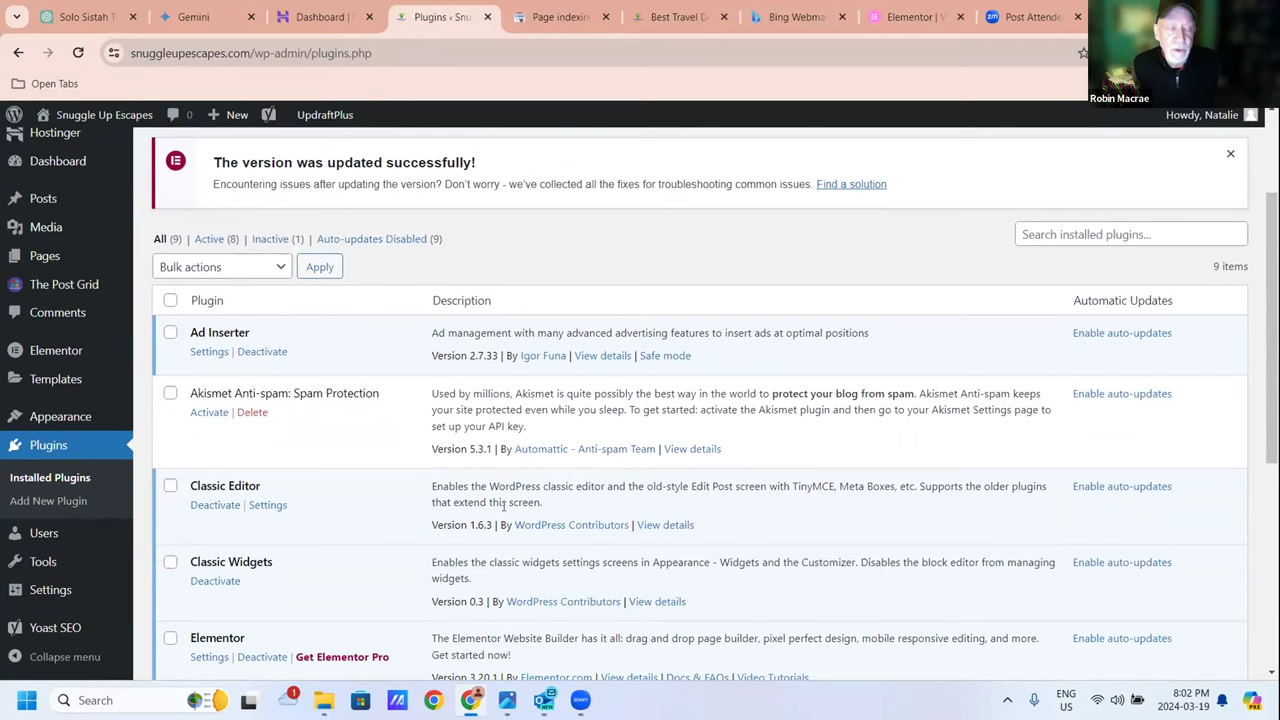 Solo Sistah T
Gemini
Dashboard |
Plugins ‹ Snu
Page indexin
Best Travel D
Bing Webma
Elementor | V
Post Attende
snuggleupescapes.com/wp-admin/plugins.php
Open Tabs
Robin Macrae
Snuggle Up Escapes
0
New
UpdraftPlus
Howdy, Natalie
Hostinger
Dashboard
Posts
Media
Pages
The Post Grid
Comments
Elementor
Templates
Appearance
Plugins
Installed Plugins
Add New Plugin
Users
Tools
Settings
Yoast SEO
Collapse menu
The version was updated successfully!
Encountering issues after updating the version? Don't worry - we've collected all the fixes for troubleshooting common issues. Find a solution
All (9) | Active (8) | Inactive (1) | Auto-updates Disabled (9)
Search installed plugins...
Bulk actions
Apply
9 items
Plugin
Description
Automatic Updates
Ad Inserter
Settings | Deactivate
Ad management with many advanced advertising features to insert ads at optimal positions
Version 2.7.33 | By Igor Funa | View details | Safe mode
Enable auto-updates
Akismet Anti-spam: Spam Protection
Activate | Delete
Used by millions, Akismet is quite possibly the best way in the world to protect your blog from spam. Akismet Anti-spam keeps
your site protected even while you sleep. To get started: activate the Akismet plugin and then go to your Akismet Settings page to
set up your API key.
Version 5.3.1 | By Automattic - Anti-spam Team | View details
Enable auto-updates
Classic Editor
Deactivate | Settings
Enables the WordPress classic editor and the old-style Edit Post screen with TinyMCE, Meta Boxes, etc. Supports the older plugins
that extend this screen.
Version 1.6.3 | By WordPress Contributors | View details
Enable auto-updates
Classic Widgets
Deactivate
Enables the classic widgets settings screens in Appearance - Widgets and the Customizer. Disables the block editor from managing
widgets.
Version 0.3 | By WordPress Contributors | View details
Enable auto-updates
Elementor
Settings | Deactivate | Get Elementor Pro
The Elementor Website Builder has it all: drag and drop page builder, pixel perfect design, mobile responsive editing, and more.
Get started now!
Version 3.20.1 | By Elementor.com | View details | Docs & FAQs | Video Tutorials
Enable auto-updates
Search
1
ENG
US
8:02 PM
2024-03-19